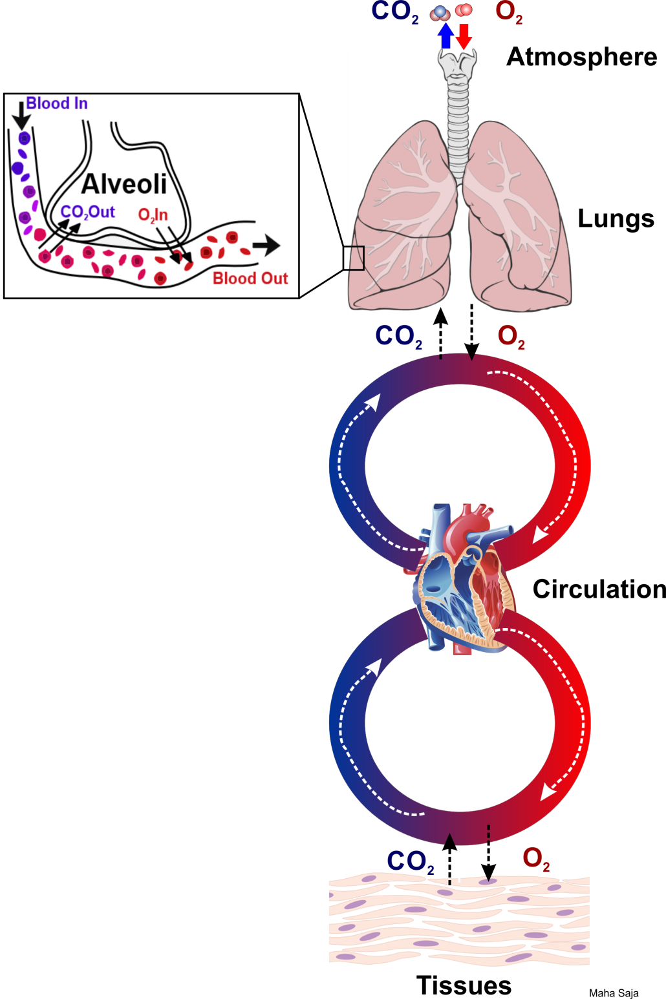 CO₂ O₂
Atmosphere
Blood In
Alveoli
CO₂Out O₂In
Blood Out
Lungs
CO₂ O₂
Circulation
CO₂ O₂
Tissues
Maha Saja